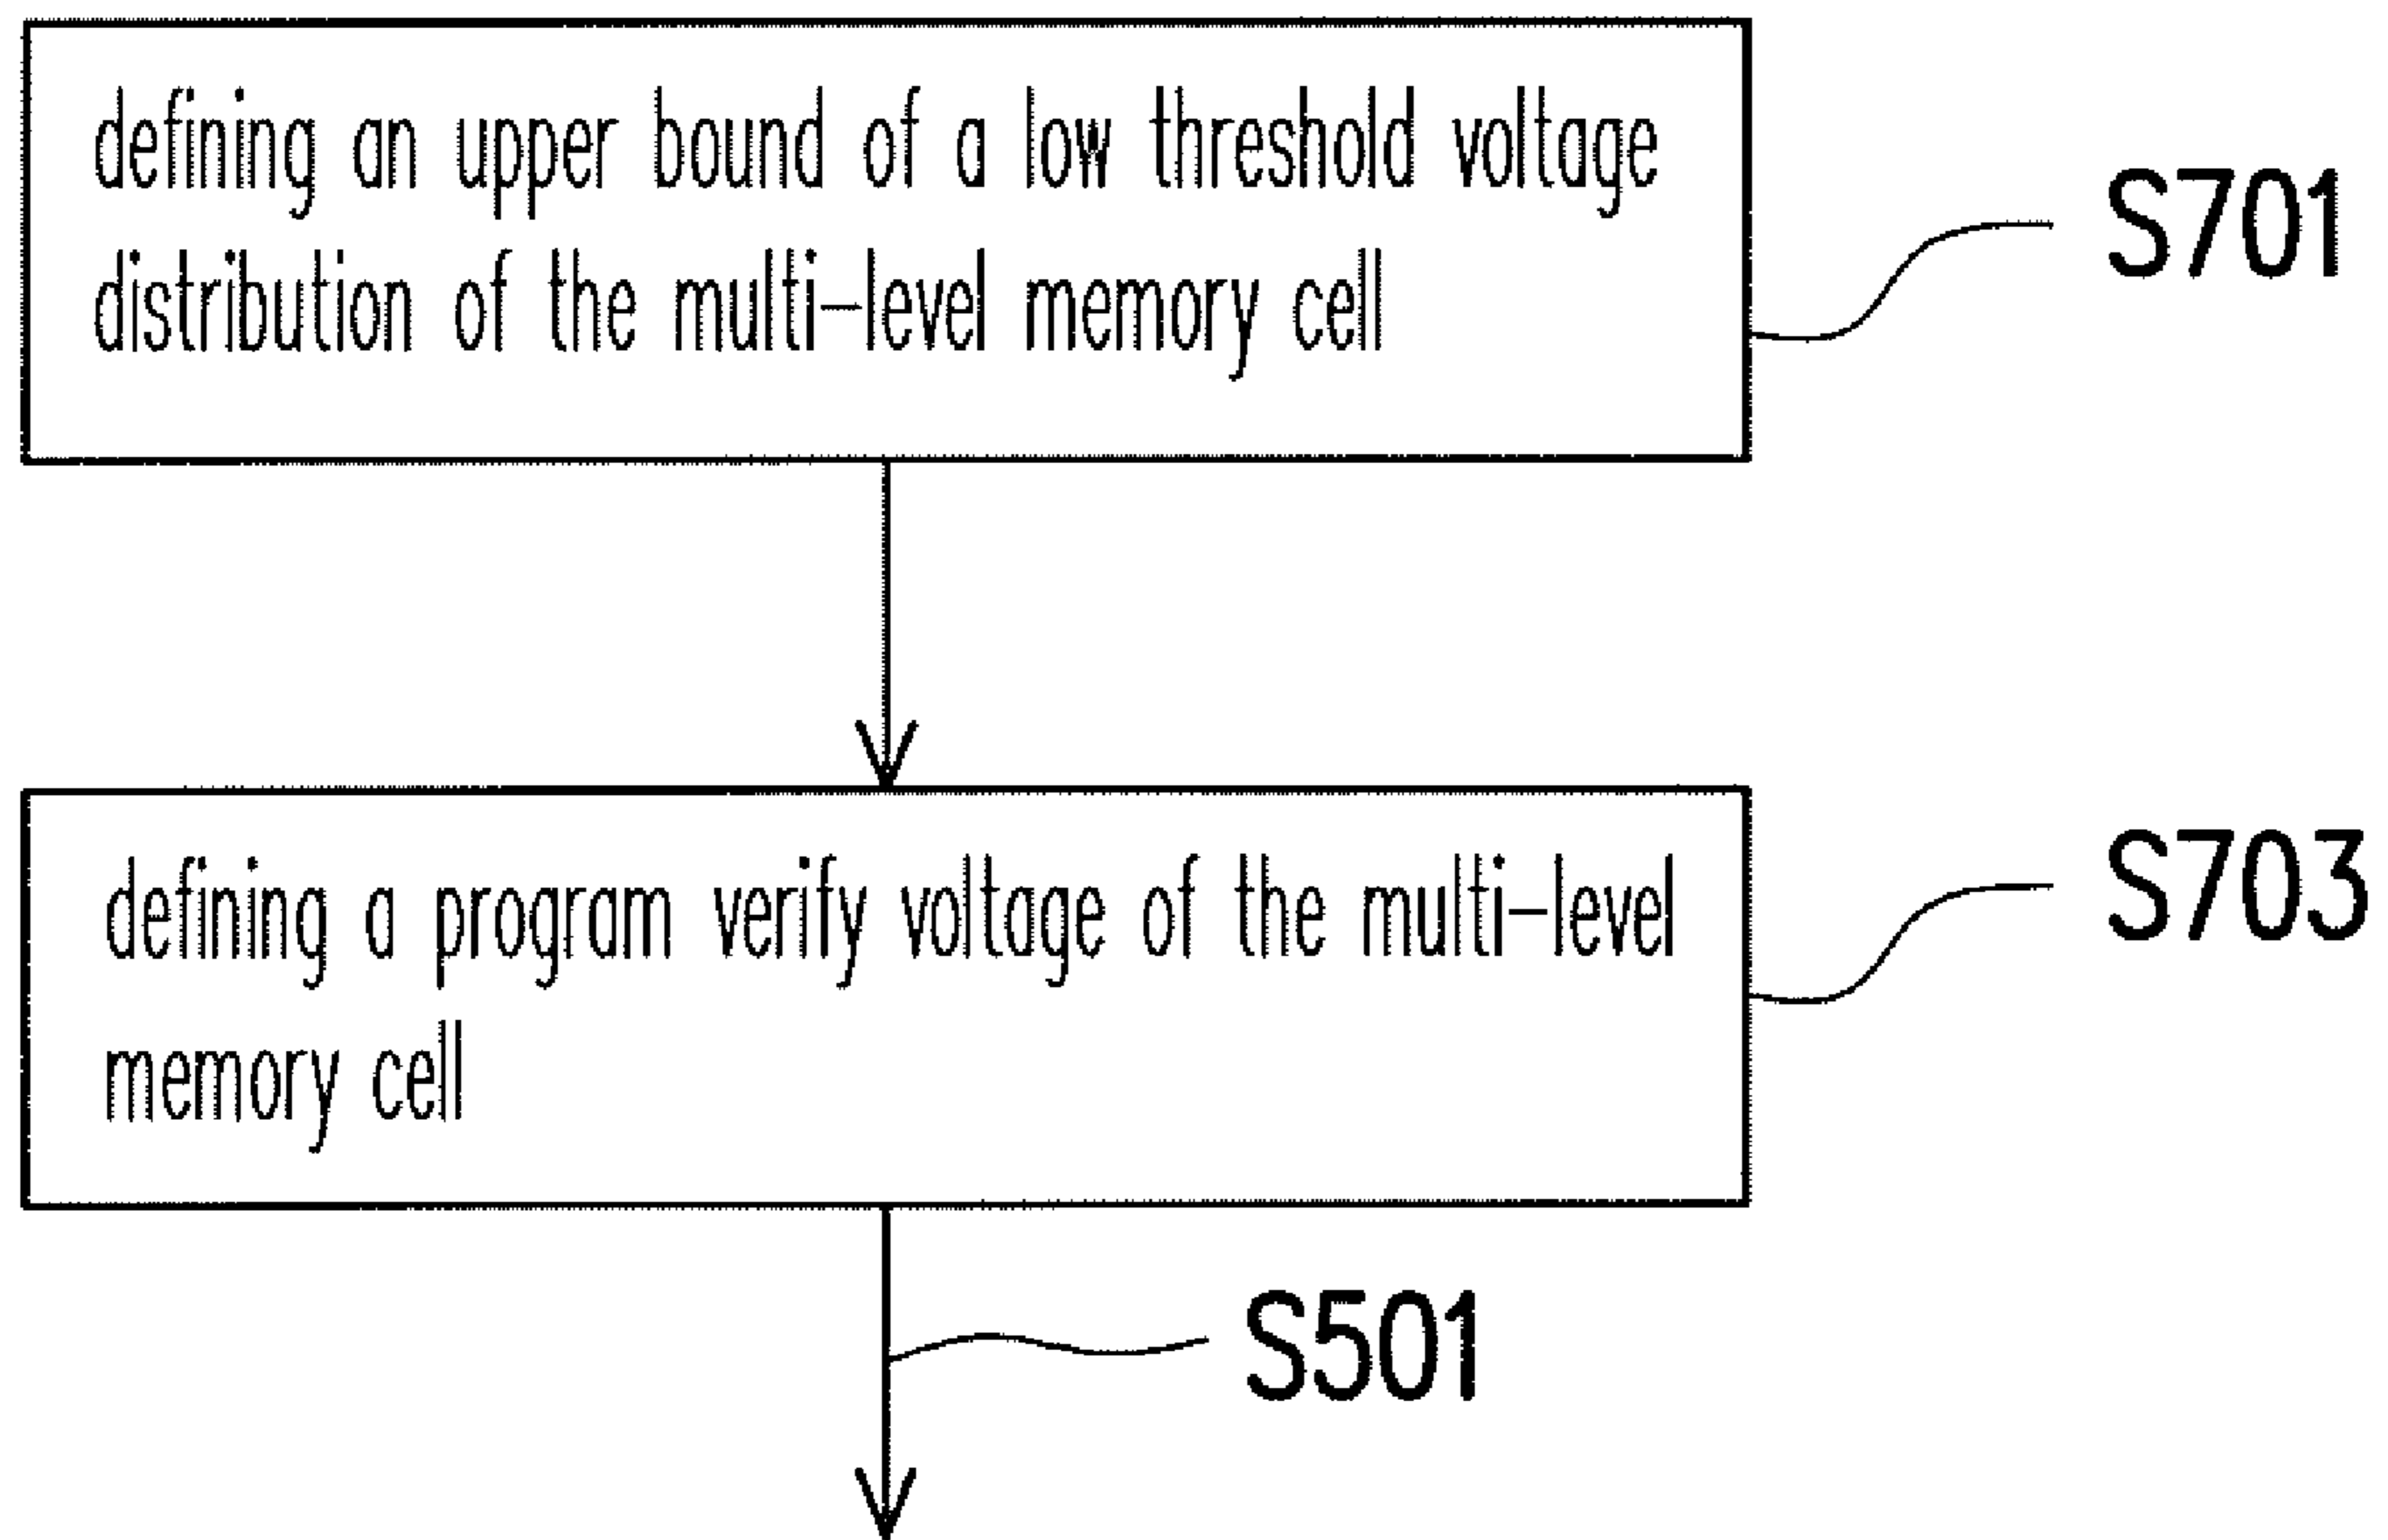 defining an upper bound of a low threshold voltage
distribution of the multi-level memory cell
S701
defining a program verify voltage of the multi-level
memory cell
S703
S501